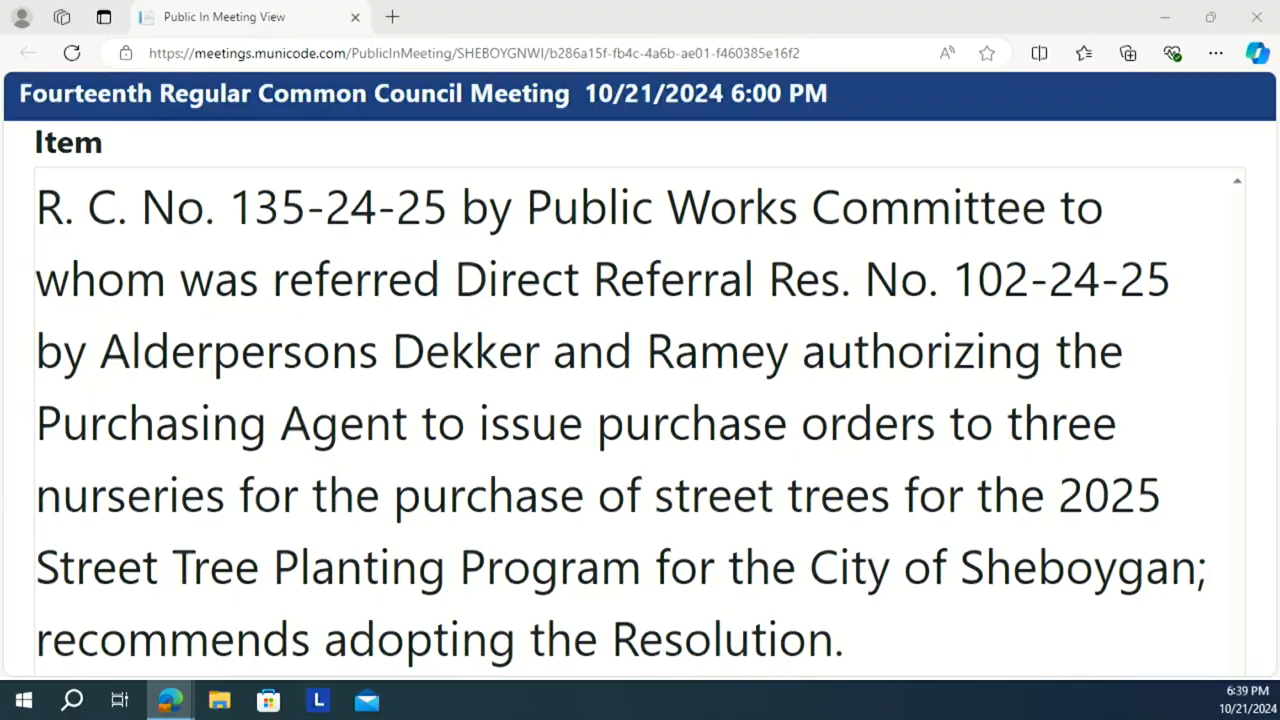 Public In Meeting View
https://meetings.municode.com/PublicInMeeting/SHEBOYGNWI/b286a15f-fb4c-4a6b-ae01-f460385e16f2
Fourteenth Regular Common Council Meeting 10/21/2024 6:00 PM
Item
R. C. No. 135-24-25 by Public Works Committee to
whom was referred Direct Referral Res. No. 102-24-25
by Alderpersons Dekker and Ramey authorizing the
Purchasing Agent to issue purchase orders to three
nurseries for the purchase of street trees for the 2025
Street Tree Planting Program for the City of Sheboygan;
recommends adopting the Resolution.
L
6:39 PM
10/21/2024